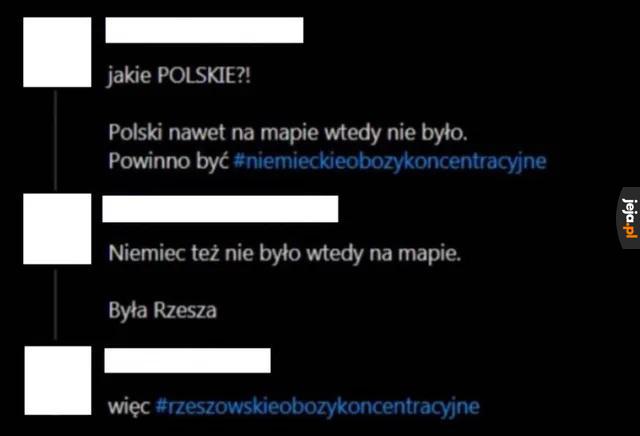 jakie POLSKIE?!
Polski nawet na mapie wtedy nie było.
Powinno być #niemieckieobozykoncentracyjne
Niemiec też nie było wtedy na mapie.
Była Rzesza
więc #rzeszowskieobozykoncentracyjne
jeja.pl